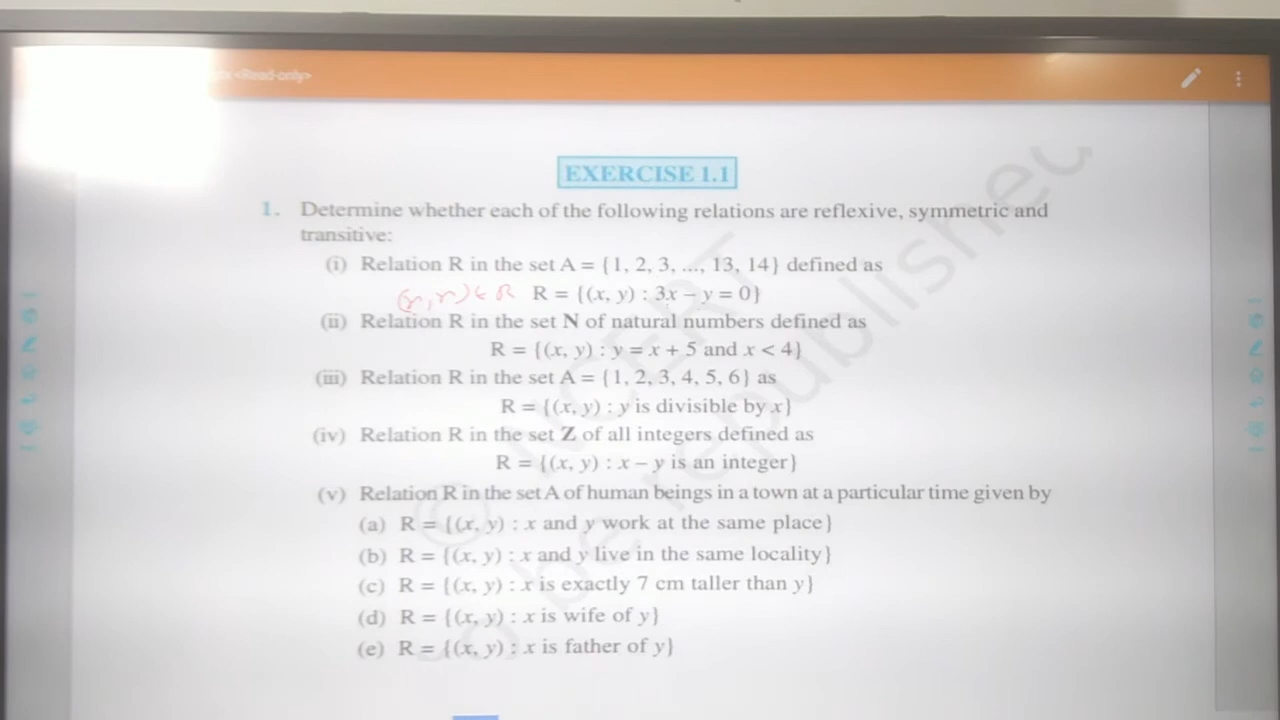 <Read-only>
EXERCISE 1.1
1. Determine whether each of the following relations are reflexive, symmetric and
transitive:
(i) Relation R in the set A = {1, 2, 3, ..., 13, 14} defined as
(x, x) ∈ R R = {(x, y) : 3x – y = 0}
(ii) Relation R in the set N of natural numbers defined as
R = {(x, y) : y = x + 5 and x < 4}
(iii) Relation R in the set A = {1, 2, 3, 4, 5, 6} as
R = {(x, y) : y is divisible by x}
(iv) Relation R in the set Z of all integers defined as
R = {(x, y) : x – y is an integer}
(v) Relation R in the set A of human beings in a town at a particular time given by
(a) R = {(x, y) : x and y work at the same place}
(b) R = {(x, y) : x and y live in the same locality}
(c) R = {(x, y) : x is exactly 7 cm taller than y}
(d) R = {(x, y) : x is wife of y}
(e) R = {(x, y) : x is father of y}
© NCERT
be republished